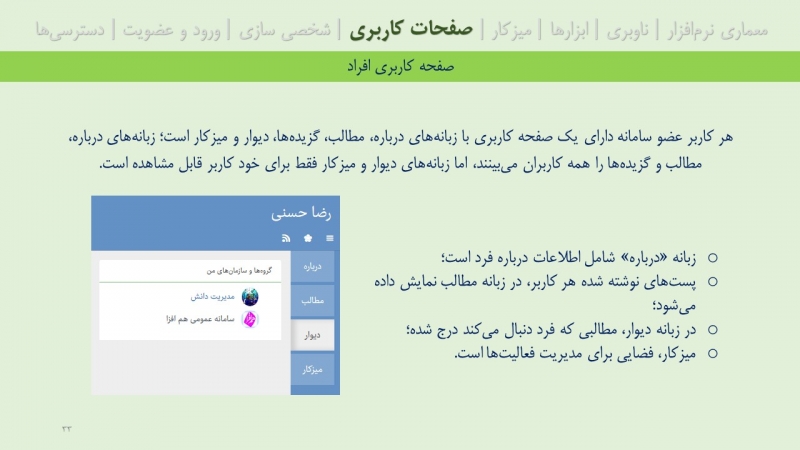 معماری نرم‌افزار | ناوبری | ابزارها | میزکار | صفحات کاربری | شخصی سازی | ورود و عضویت | دسترسی‌ها
صفحه کاربری افراد
هر کاربر عضو سامانه دارای یک صفحه کاربری با زبانه‌های درباره، مطالب، گزیده‌ها، دیوار و میزکار است؛ زبانه‌های درباره،
مطالب و گزیده‌ها را همه کاربران می‌بینند، اما زبانه‌های دیوار و میزکار فقط برای خود کاربر قابل مشاهده است.
○ زبانه «درباره» شامل اطلاعات درباره فرد است؛
○ پست‌های نوشته شده هر کاربر، در زبانه مطالب نمایش داده
می‌شود؛
○ در زبانه دیوار، مطالبی که فرد دنبال می‌کند درج شده؛
○ میزکار، فضایی برای مدیریت فعالیت‌ها است.
رضا حسنی
درباره
مطالب
دیوار
میزکار
گروه‌ها و سازمان‌های من
مدیریت دانش
سامانه عمومی هم افزا
۳۳